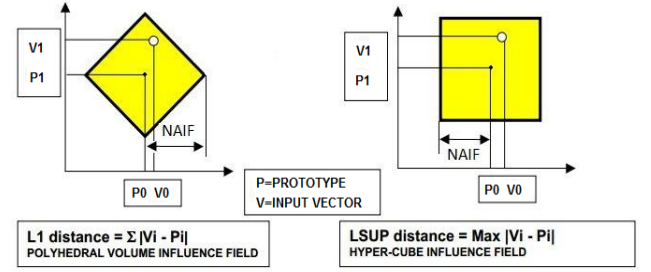 V1
P1
NAIF
P0 V0
L1 distance = Σ |Vi - Pi|
POLYHEDRAL VOLUME INFLUENCE FIELD
P=PROTOTYPE
V=INPUT VECTOR
V1
P1
NAIF
P0 V0
LSUP distance = Max |Vi - Pi|
HYPER-CUBE INFLUENCE FIELD